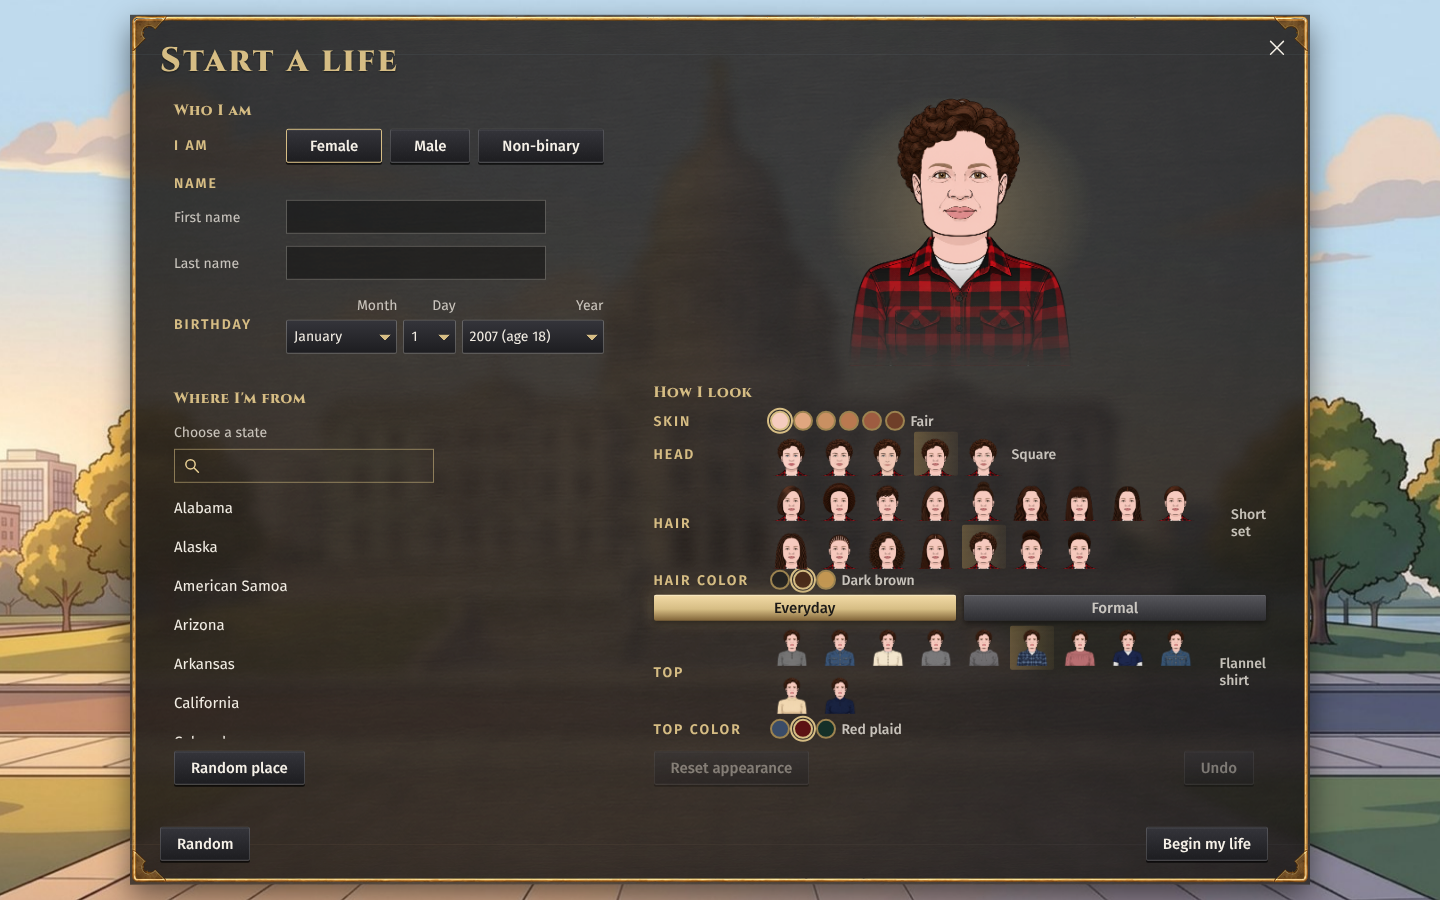 START A LIFE
WHO I AM
I AM
Female
Male
Non-binary
NAME
First name
Last name
Month
Day
Year
BIRTHDAY
January
1
2007 (age 18)
WHERE I'M FROM
Choose a state
Alabama
Alaska
American Samoa
Arizona
Arkansas
California
Random place
HOW I LOOK
SKIN
Fair
HEAD
Square
HAIR
Short
set
HAIR COLOR
Dark brown
Everyday
Formal
TOP
Flannel
shirt
TOP COLOR
Red plaid
Reset appearance
Undo
Random
Begin my life